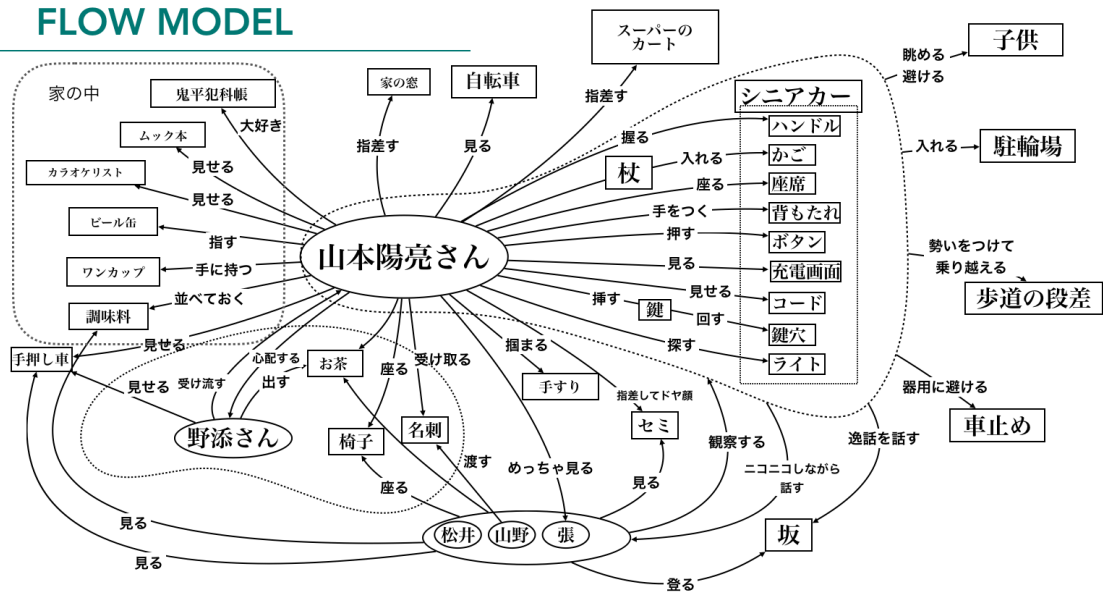 FLOW MODEL
家の中
鬼平犯科帳
ムック本
カラオケリスト
ビール缶
ワンカップ
調味料
手押し車
大好き
見せる
見せる
指す
手に持つ
並べておく
見せる
家の窓
自転車
スーパーの
カート
指差す
見る
指差す
山本陽亮さん
握る
杖
入れる
座る
手をつく
押す
見る
見せる
挿す
鍵
回す
探す
シニアカー
ハンドル
かご
座席
背もたれ
ボタン
充電画面
コード
鍵穴
ライト
眺める
避ける
子供
入れる
駐輪場
勢いをつけて
乗り越える
歩道の段差
器用に避ける
車止め
逸話を話す
坂
心配する
受け流す
出す
見せる
野添さん
お茶
座る
受け取る
椅子
名刺
座る
渡す
掴まる
手すり
指差してドヤ顔
セミ
めっちゃ見る
見る
観察する
ニコニコしながら
話す
松井
山野
張
登る
見る
見る